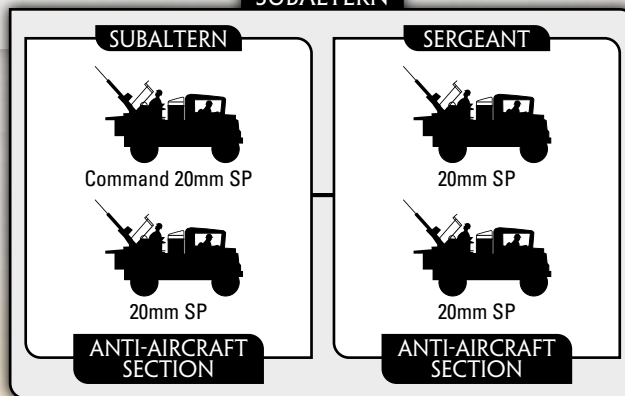 SUBALTERN
SUBALTERN
Command 20mm SP
20mm SP
ANTI-AIRCRAFT
SECTION
SERGEANT
20mm SP
20mm SP
ANTI-AIRCRAFT
SECTION